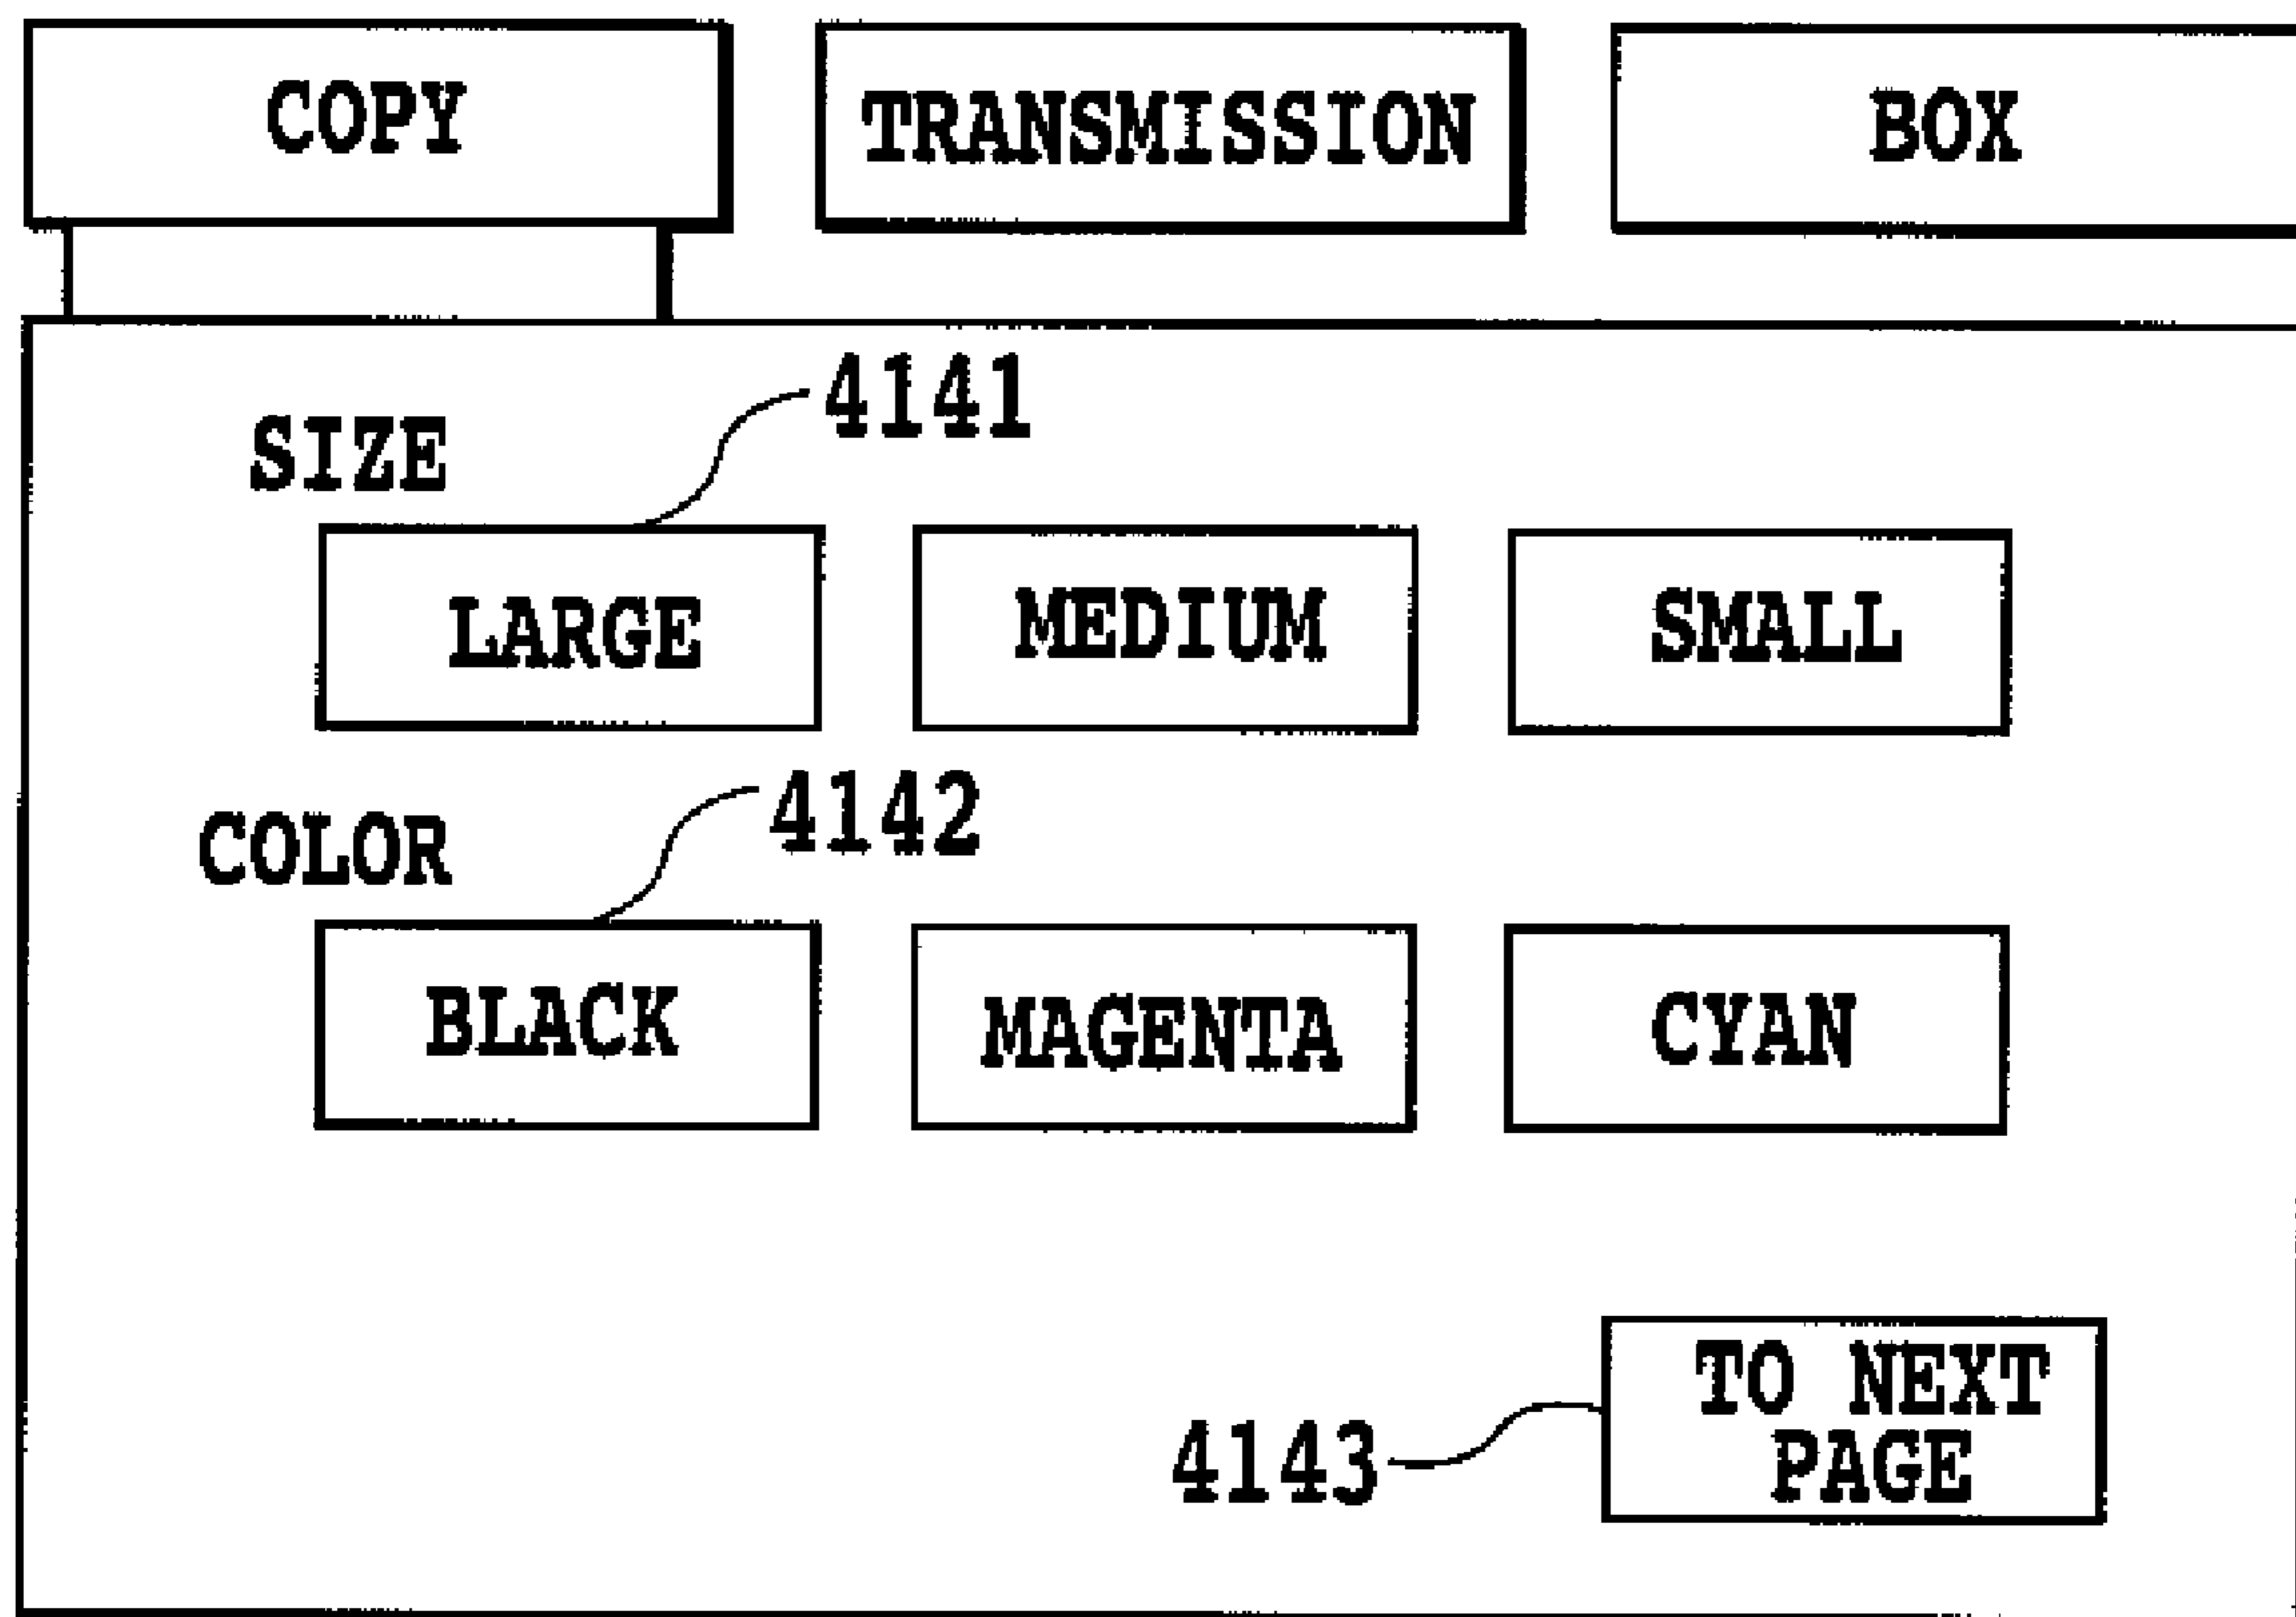 COPY
TRANSMISSION
BOX
4141
SIZE
LARGE
MEDIUM
SMALL
4142
COLOR
BLACK
MAGENTA
CYAN
TO NEXT
PAGE
4143